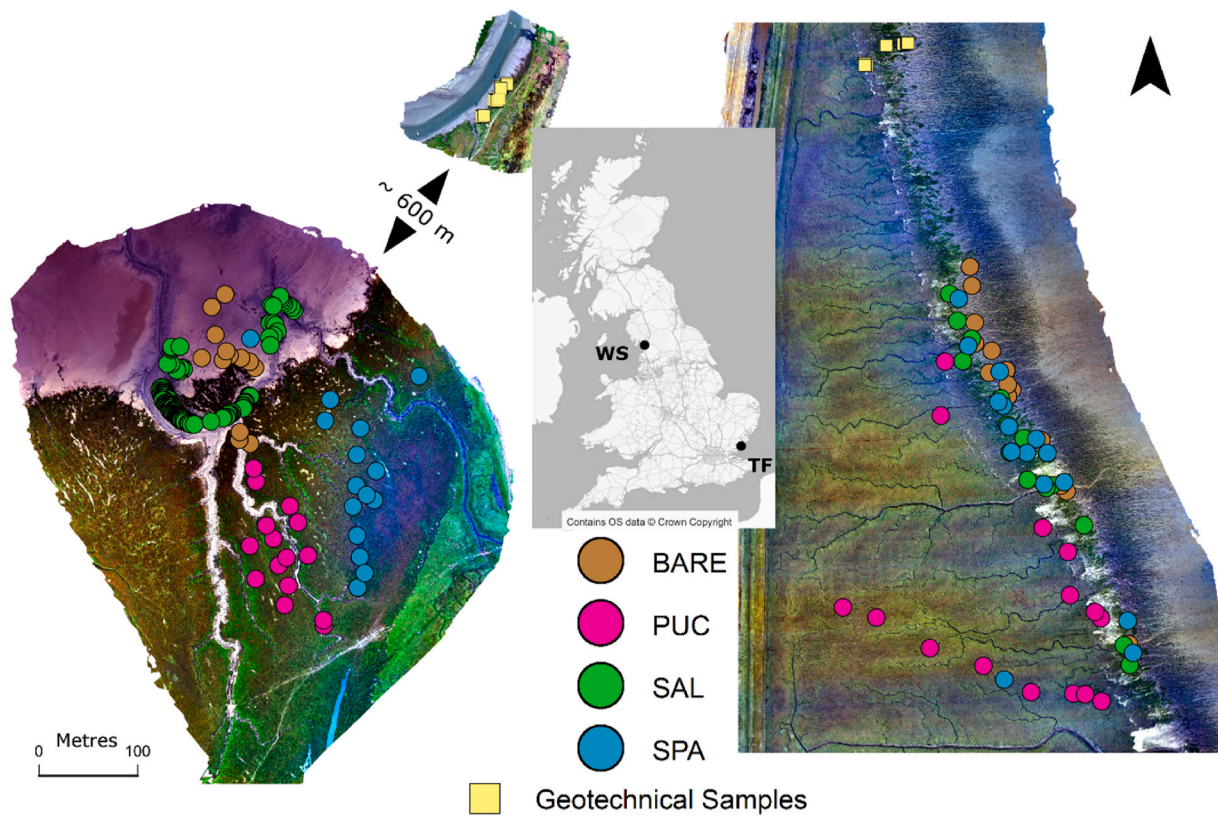 ~ 600 m
WS
TF
Contains OS data © Crown Copyright
BARE
PUC
SAL
SPA
0 Metres 100
Geotechnical Samples